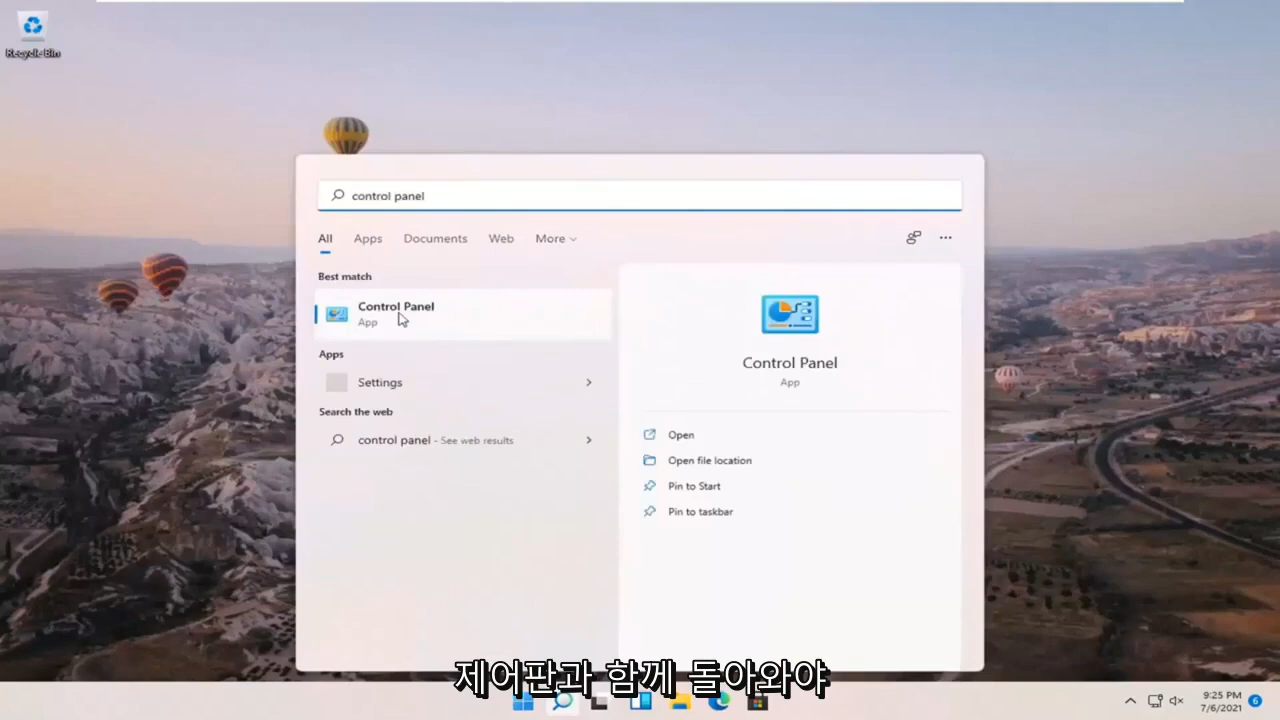 Recycle Bin
control panel
All Apps Documents Web More
Best match
Control Panel
App
Apps
Settings
Search the web
control panel - See web results
Control Panel
App
Open
Open file location
Pin to Start
Pin to taskbar
제어판과 함께 돌아와야
9:25 PM
7/6/2021
6